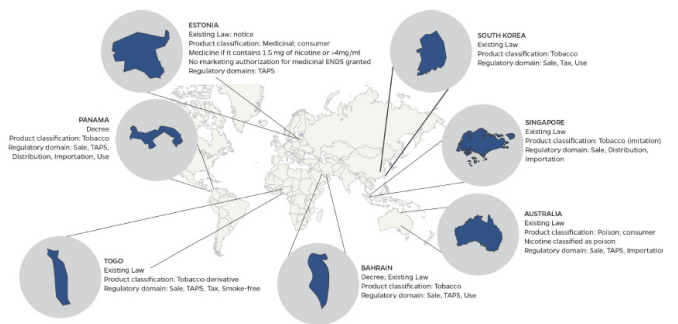 ESTONIA
Existing Law; notice
Product classification: Medicinal; consumer
Medicine if it contains 1.5 mg of nicotine or >4mg/ml
No marketing authorization for medicinal ENDS granted
Regulatory domains: TAPS
SOUTH KOREA
Existing Law
Product classification: Tobacco
Regulatory domain: Sale, Tax, Use
PANAMA
Decree
Product classification: Tobacco
Regulatory domain: Sale, TAPS,
Distribution, Importation, Use
SINGAPORE
Existing Law
Product classification: Tobacco (imitation)
Regulatory domain: Sale, Distribution,
Importation
AUSTRALIA
Existing Law
Product classification: Poison; consumer
Nicotine classified as poison
Regulatory domain: Sale, TAPS, Importation
TOGO
Existing Law
Product classification: Tobacco derivative
Regulatory domain: Sale, TAPS, Tax, Smoke-free
BAHRAIN
Decree; Existing Law
Product classification: Tobacco
Regulatory domain: Sale, TAPS, Use